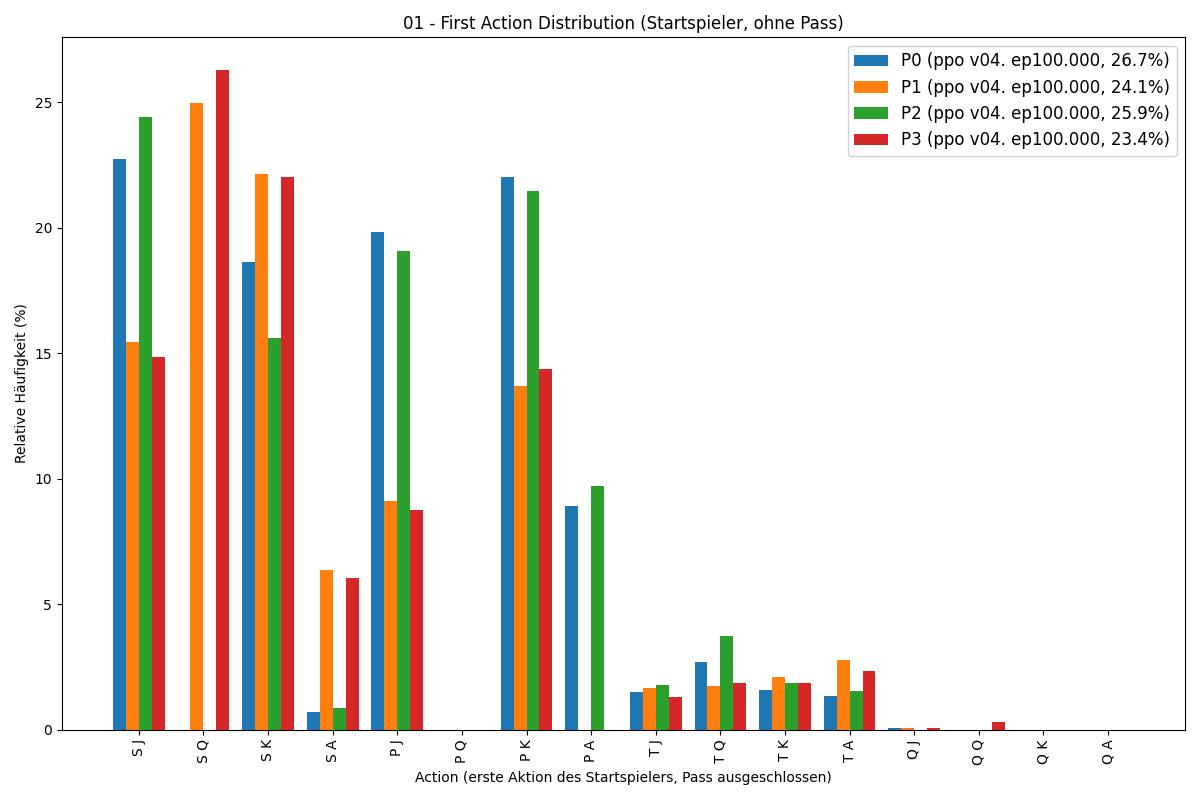 01 - First Action Distribution (Startspieler, ohne Pass)
P0 (ppo v04. ep100.000, 26.7%)
P1 (ppo v04. ep100.000, 24.1%)
P2 (ppo v04. ep100.000, 25.9%)
P3 (ppo v04. ep100.000, 23.4%)
Relative Häufigkeit (%)
25
20
15
10
5
0
S J
S Q
S K
S A
P J
P Q
P K
P A
T J
T Q
T K
T A
Q J
Q Q
Q K
Q A
Action (erste Aktion des Startspielers, Pass ausgeschlossen)